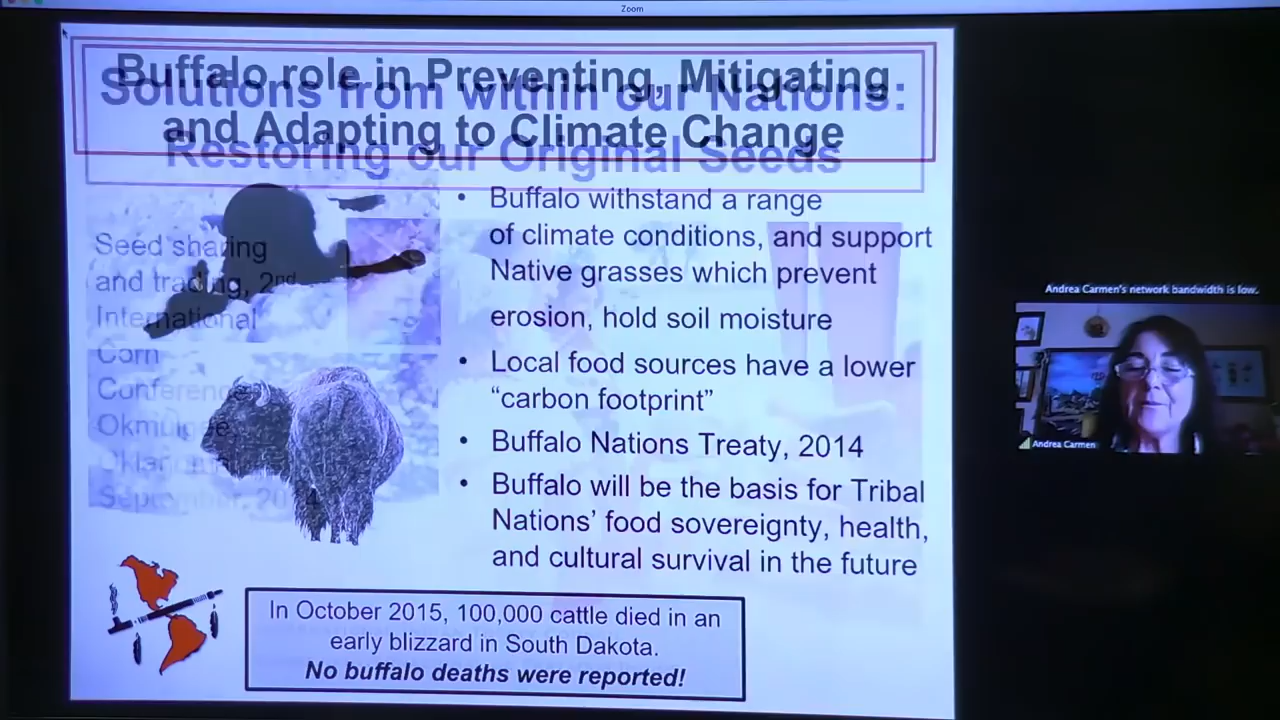 Zoom
Buffalo role in Preventing, Mitigating
and Adapting to Climate Change
Solutions from within our Nations:
Restoring our Original Seeds
Seed sharing
and trading, 2nd
International
Corn
Conference
September, 2014
• Buffalo withstand a range
of climate conditions, and support
Native grasses which prevent
erosion, hold soil moisture
• Local food sources have a lower
“carbon footprint”
• Buffalo Nations Treaty, 2014
• Buffalo will be the basis for Tribal
Nations’ food sovereignty, health,
and cultural survival in the future
In October 2015, 100,000 cattle died in an
early blizzard in South Dakota.
No buffalo deaths were reported!
Andrea Carmen's network bandwidth is low.
Andrea Carmen